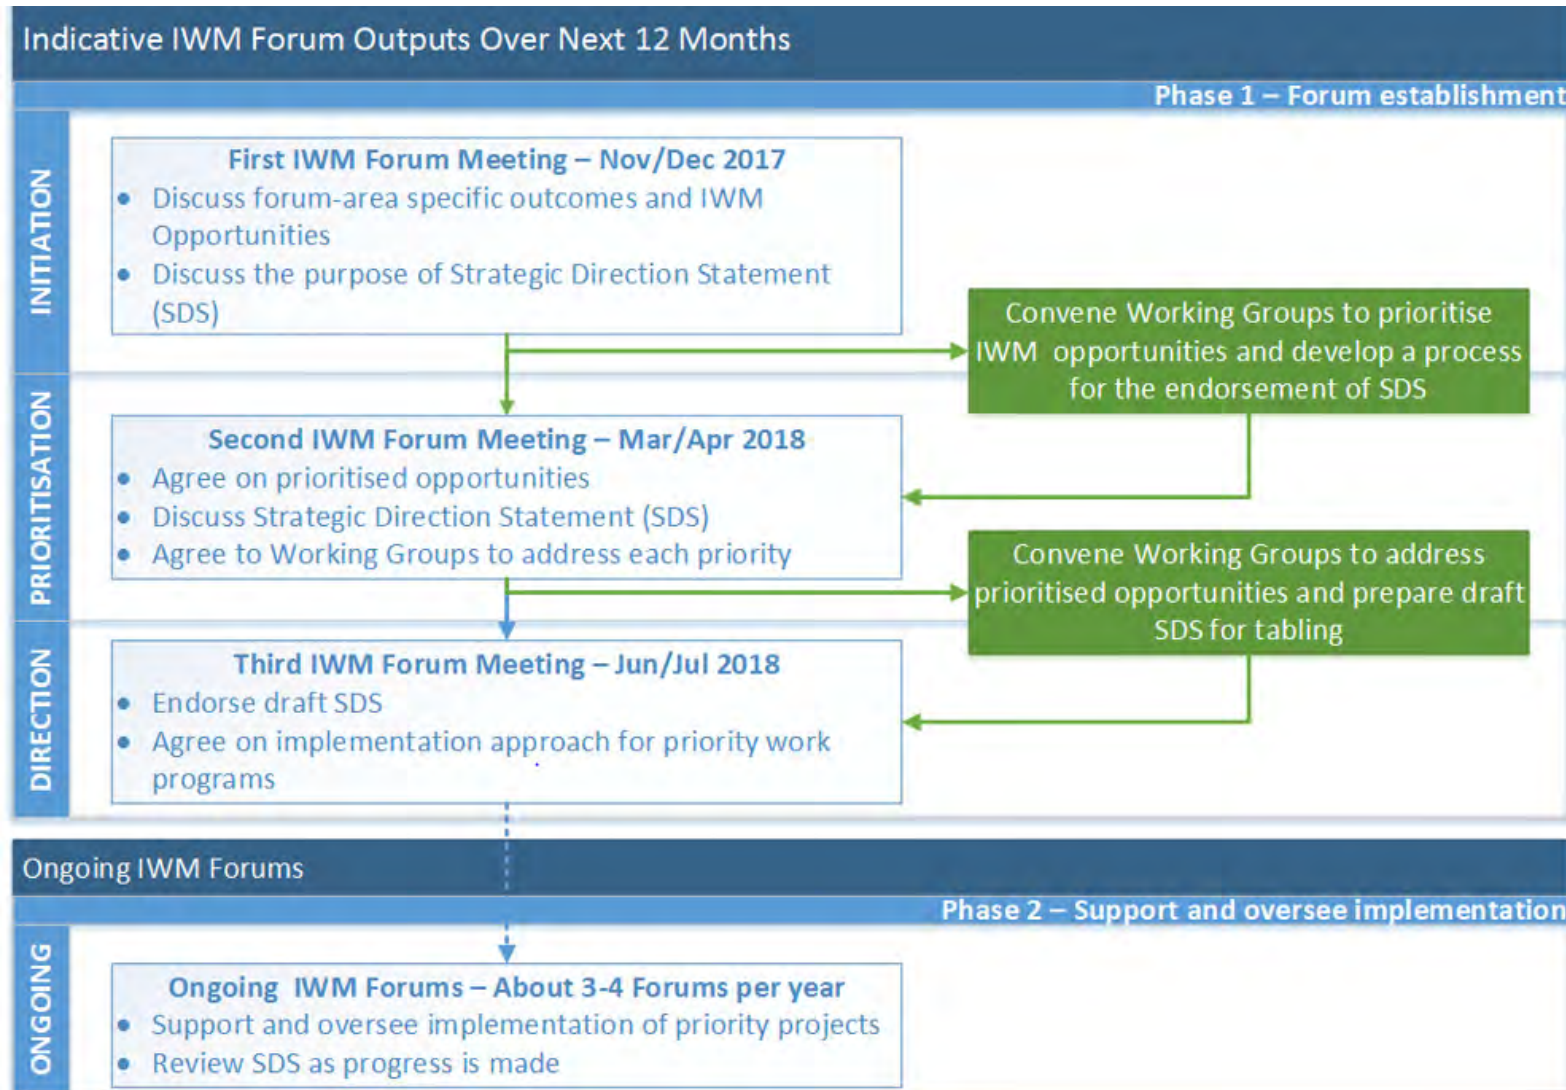 Indicative IWM Forum Outputs Over Next 12 Months
Phase 1 – Forum establishment
INITIATION
First IWM Forum Meeting – Nov/Dec 2017
• Discuss forum-area specific outcomes and IWM
Opportunities
• Discuss the purpose of Strategic Direction Statement
(SDS)
Convene Working Groups to prioritise
IWM opportunities and develop a process
for the endorsement of SDS
PRIORITISATION
Second IWM Forum Meeting – Mar/Apr 2018
• Agree on prioritised opportunities
• Discuss Strategic Direction Statement (SDS)
• Agree to Working Groups to address each priority
Convene Working Groups to address
prioritised opportunities and prepare draft
SDS for tabling
DIRECTION
Third IWM Forum Meeting – Jun/Jul 2018
• Endorse draft SDS
• Agree on implementation approach for priority work
programs
Ongoing IWM Forums
Phase 2 – Support and oversee implementation
ONGOING
Ongoing IWM Forums – About 3-4 Forums per year
• Support and oversee implementation of priority projects
• Review SDS as progress is made